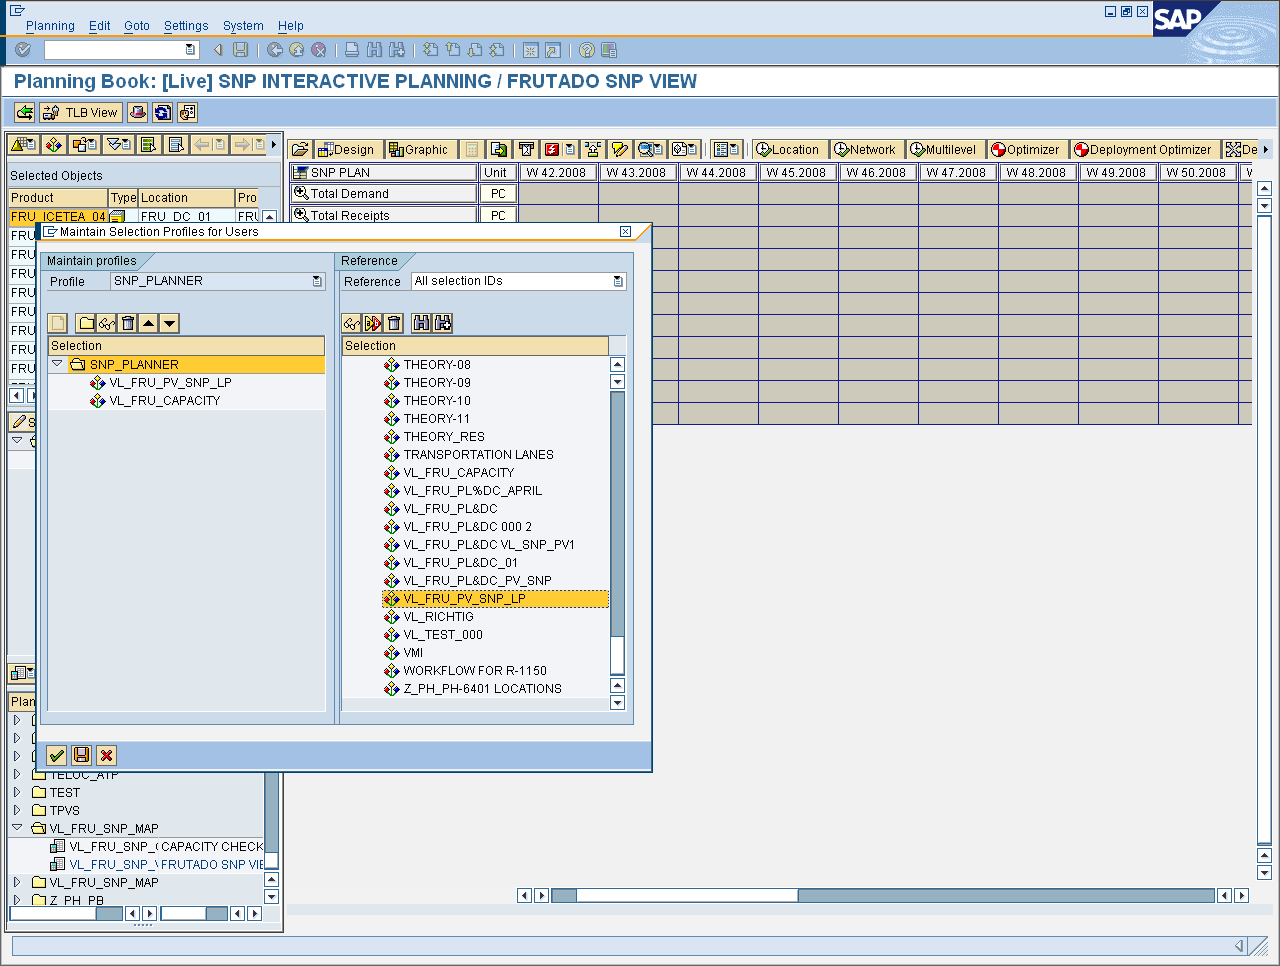 Planning Edit Goto Settings System Help
SAP
Planning Book: [Live] SNP INTERACTIVE PLANNING / FRUTADO SNP VIEW
TLB View
Design Graphic Location Network Multilevel Optimizer Deployment Optimizer De
Selected Objects
Product Type Location Pro
FRU_ICETEA_04 FRU_DC_01 FRU
FRU
FRU
FRU
FRU
FRU
FRU
FRU
FRU
SNP PLAN Unit W 42.2008 W 43.2008 W 44.2008 W 45.2008 W 46.2008 W 47.2008 W 48.2008 W 49.2008 W 50.2008
Total Demand PC
Total Receipts PC
Maintain Selection Profiles for Users
Maintain profiles
Profile SNP_PLANNER
Selection
SNP_PLANNER
VL_FRU_PV_SNP_LP
VL_FRU_CAPACITY
Reference
Reference All selection IDs
Selection
THEORY-08
THEORY-09
THEORY-10
THEORY-11
THEORY_RES
TRANSPORTATION LANES
VL_FRU_CAPACITY
VL_FRU_PL%DC_APRIL
VL_FRU_PL&DC
VL_FRU_PL&DC 000 2
VL_FRU_PL&DC VL_SNP_PV1
VL_FRU_PL&DC_01
VL_FRU_PL&DC_PV_SNP
VL_FRU_PV_SNP_LP
VL_RICHTIG
VL_TEST_000
VMI
WORKFLOW FOR R-1150
Z_PH_PH-6401 LOCATIONS
S
Plan
TELOC_ATP
TEST
TPVS
VL_FRU_SNP_MAP
VL_FRU_SNP_( CAPACITY CHECK
VL_FRU_SNP_\ FRUTADO SNP VIE
VL_FRU_SNP_MAP
Z_PH_PB